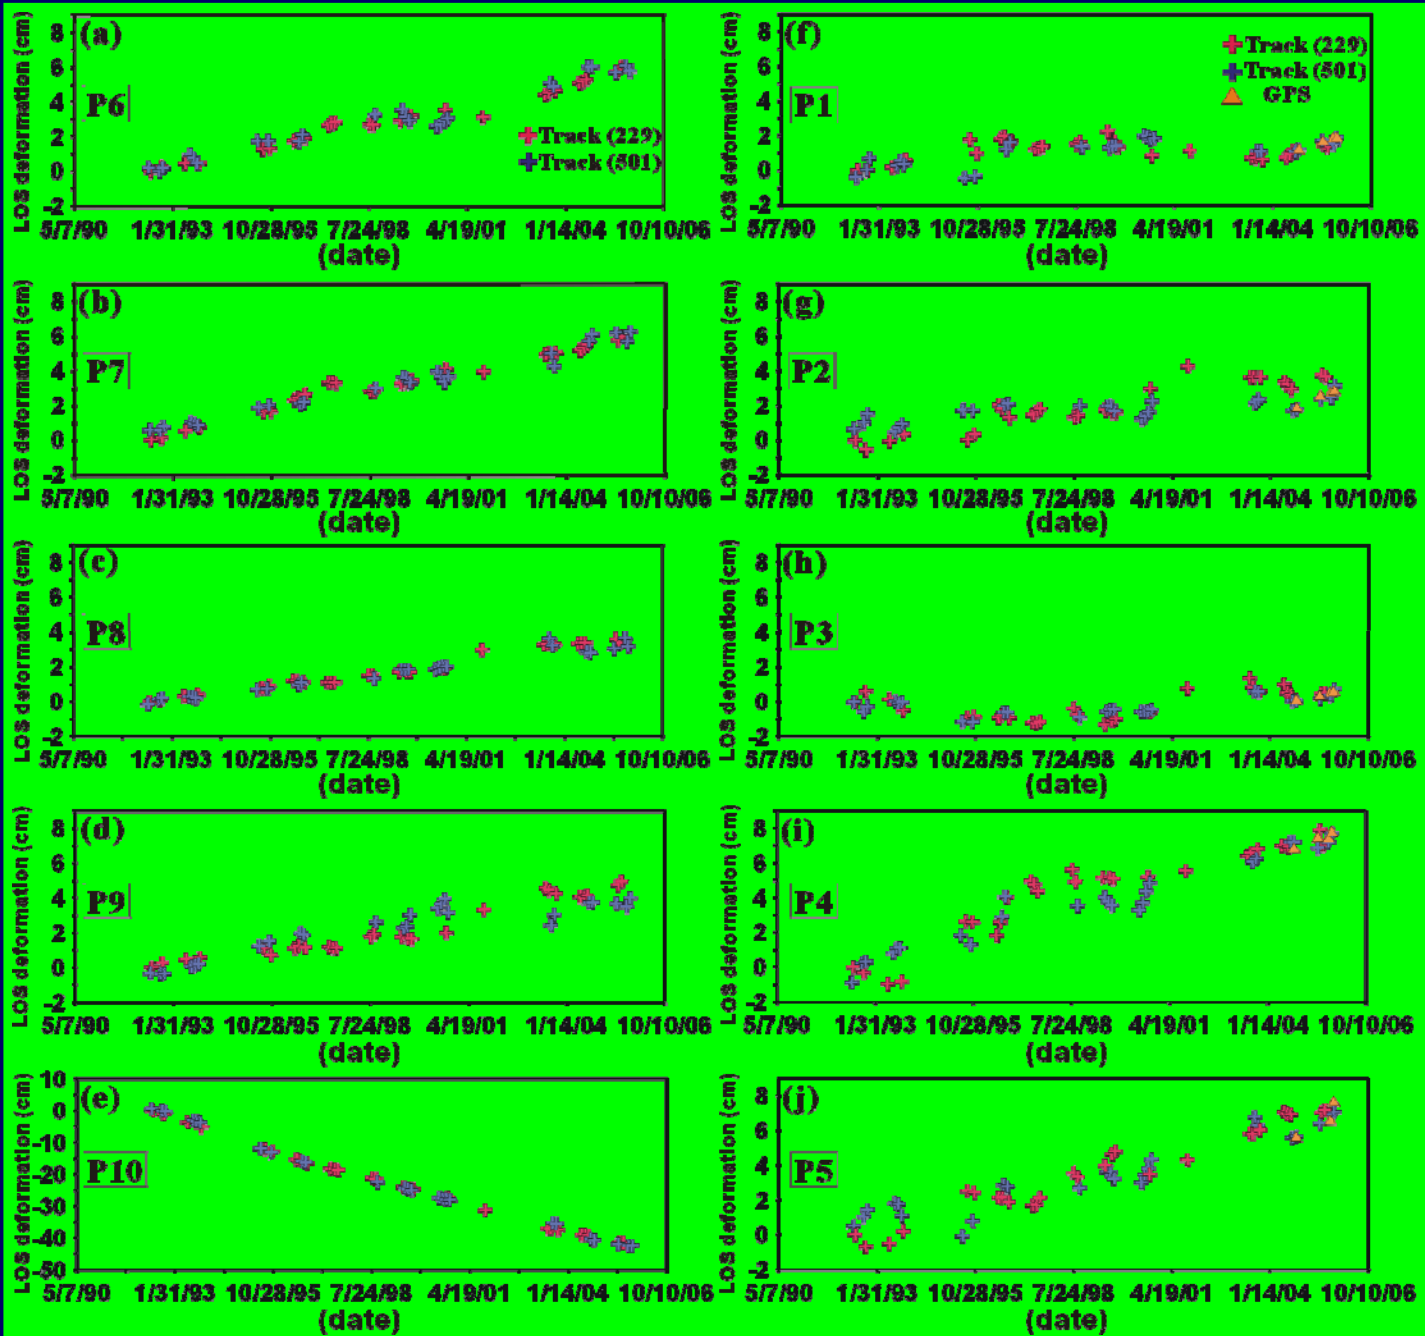 (a)
LOS deformation (cm)
8
6
4
2
0
-2
P6
Track (229)
Track (501)
5/7/90 1/31/93 10/28/95 7/24/98 4/19/01 1/14/04 10/10/06
(date)
(b)
LOS deformation (cm)
8
6
4
2
0
-2
P7
5/7/90 1/31/93 10/28/95 7/24/98 4/19/01 1/14/04 10/10/06
(date)
(c)
LOS deformation (cm)
8
6
4
2
0
-2
P8
5/7/90 1/31/93 10/28/95 7/24/98 4/19/01 1/14/04 10/10/06
(date)
(d)
LOS deformation (cm)
8
6
4
2
0
-2
P9
5/7/90 1/31/93 10/28/95 7/24/98 4/19/01 1/14/04 10/10/06
(date)
(e)
LOS deformation (cm)
10
0
-10
-20
-30
-40
-50
P10
5/7/90 1/31/93 10/28/95 7/24/98 4/19/01 1/14/04 10/10/06
(date)
(f)
LOS deformation (cm)
8
6
4
2
0
-2
P1
Track (229)
Track (501)
GPS
5/7/90 1/31/93 10/28/95 7/24/98 4/19/01 1/14/04 10/10/06
(date)
(g)
LOS deformation (cm)
8
6
4
2
0
-2
P2
5/7/90 1/31/93 10/28/95 7/24/98 4/19/01 1/14/04 10/10/06
(date)
(h)
LOS deformation (cm)
8
6
4
2
0
-2
P3
5/7/90 1/31/93 10/28/95 7/24/98 4/19/01 1/14/04 10/10/06
(date)
(i)
LOS deformation (cm)
8
6
4
2
0
-2
P4
5/7/90 1/31/93 10/28/95 7/24/98 4/19/01 1/14/04 10/10/06
(date)
(j)
LOS deformation (cm)
8
6
4
2
0
-2
P5
5/7/90 1/31/93 10/28/95 7/24/98 4/19/01 1/14/04 10/10/06
(date)